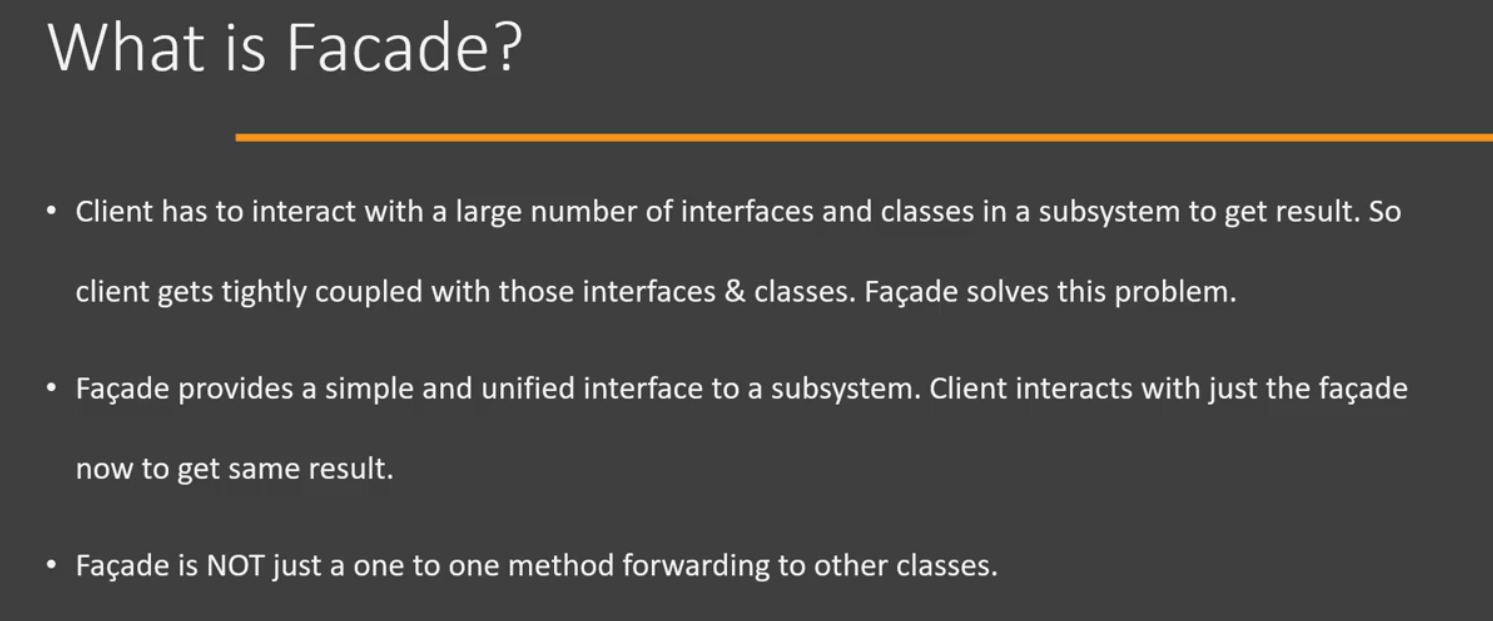 What is Facade?
• Client has to interact with a large number of interfaces and classes in a subsystem to get result. So
client gets tightly coupled with those interfaces & classes. Façade solves this problem.
• Façade provides a simple and unified interface to a subsystem. Client interacts with just the façade
now to get same result.
• Façade is NOT just a one to one method forwarding to other classes.